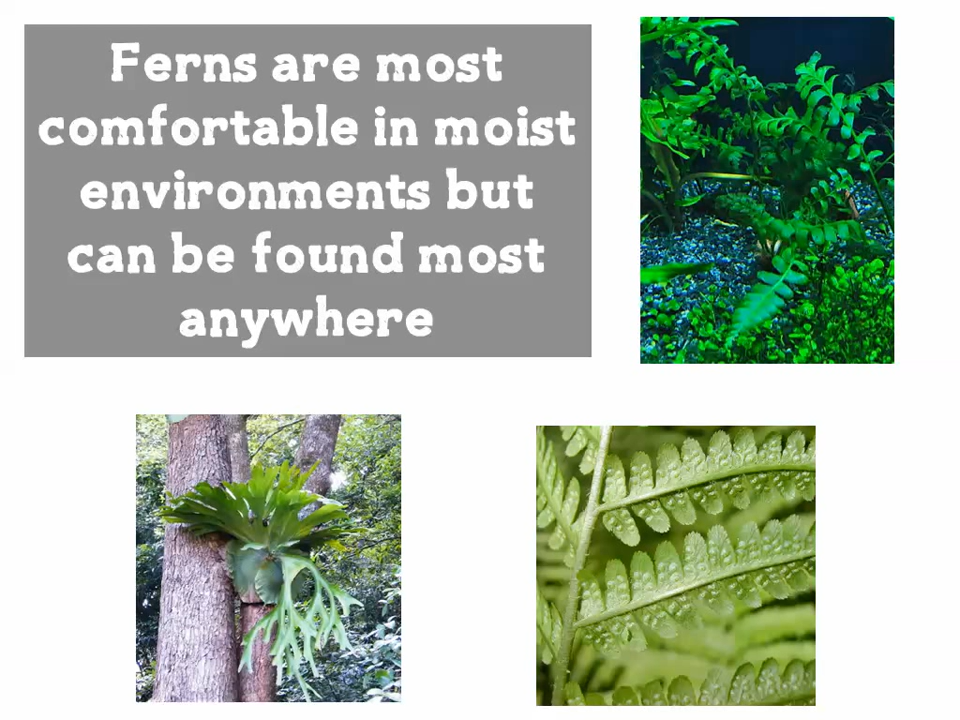 Ferns are most
comfortable in moist
environments but
can be found most
anywhere